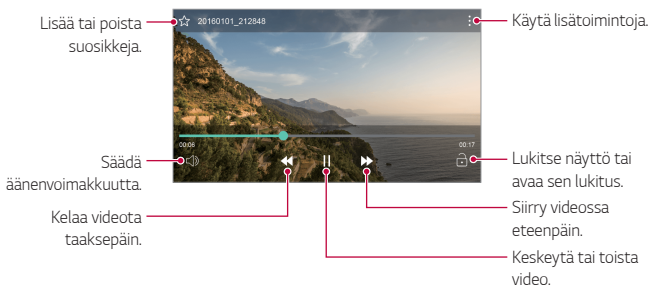 Lisää tai poista
suosikkeja.
20160101_212848
Käytä lisätoimintoja.
00:06
00:17
Säädä
äänenvoimakkuutta.
Kelaa videota
taaksepäin.
Lukitse näyttö tai
avaa sen lukitus.
Siirry videossa
eteenpäin.
Keskeytä tai toista
video.